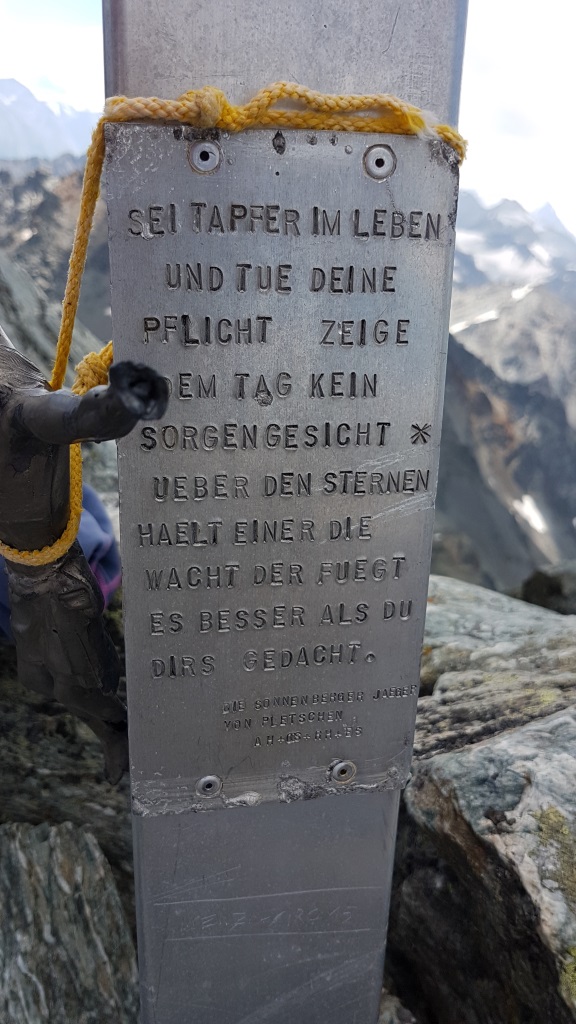 SEI TAPFER IM LEBEN
UND TUE DEINE
PFLICHT ZEIGE
DEM TAG KEIN
SORGENGESICHT *
UEBER DEN STERNEN
HAELT EINER DIE
WACHT DER FUEGT
ES BESSER ALS DU
DIRS GEDACHT.
DIE SONNENBERGER JAEGER
VON PLETSCHEN